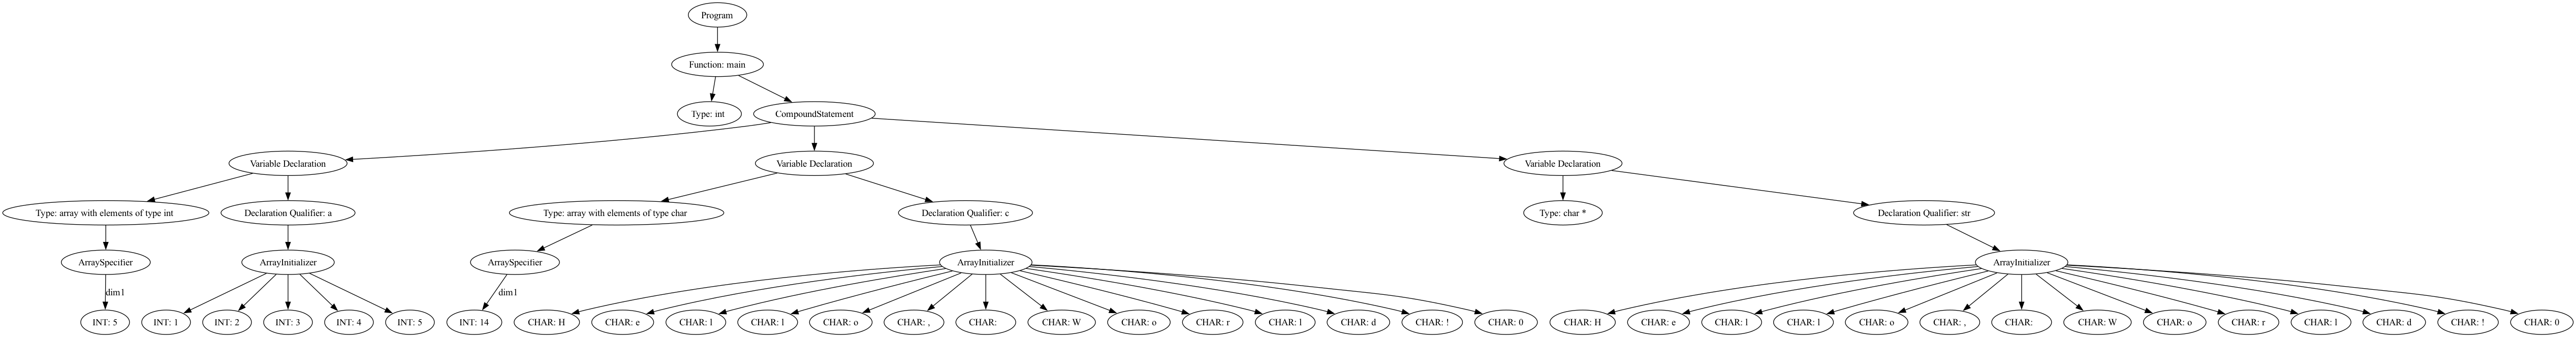 Program
Function: main
Type: int
CompoundStatement
Variable Declaration
Variable Declaration
Variable Declaration
Type: array with elements of type int
Declaration Qualifier: a
Type: array with elements of type char
Declaration Qualifier: c
Type: char *
Declaration Qualifier: str
ArraySpecifier
ArrayInitializer
ArraySpecifier
ArrayInitializer
ArrayInitializer
dim1
dim1
INT: 5
INT: 1
INT: 2
INT: 3
INT: 4
INT: 5
INT: 14
CHAR: H
CHAR: e
CHAR: l
CHAR: l
CHAR: o
CHAR: ,
CHAR:
CHAR: W
CHAR: o
CHAR: r
CHAR: l
CHAR: d
CHAR: !
CHAR: 0
CHAR: H
CHAR: e
CHAR: l
CHAR: l
CHAR: o
CHAR: ,
CHAR:
CHAR: W
CHAR: o
CHAR: r
CHAR: l
CHAR: d
CHAR: !
CHAR: 0